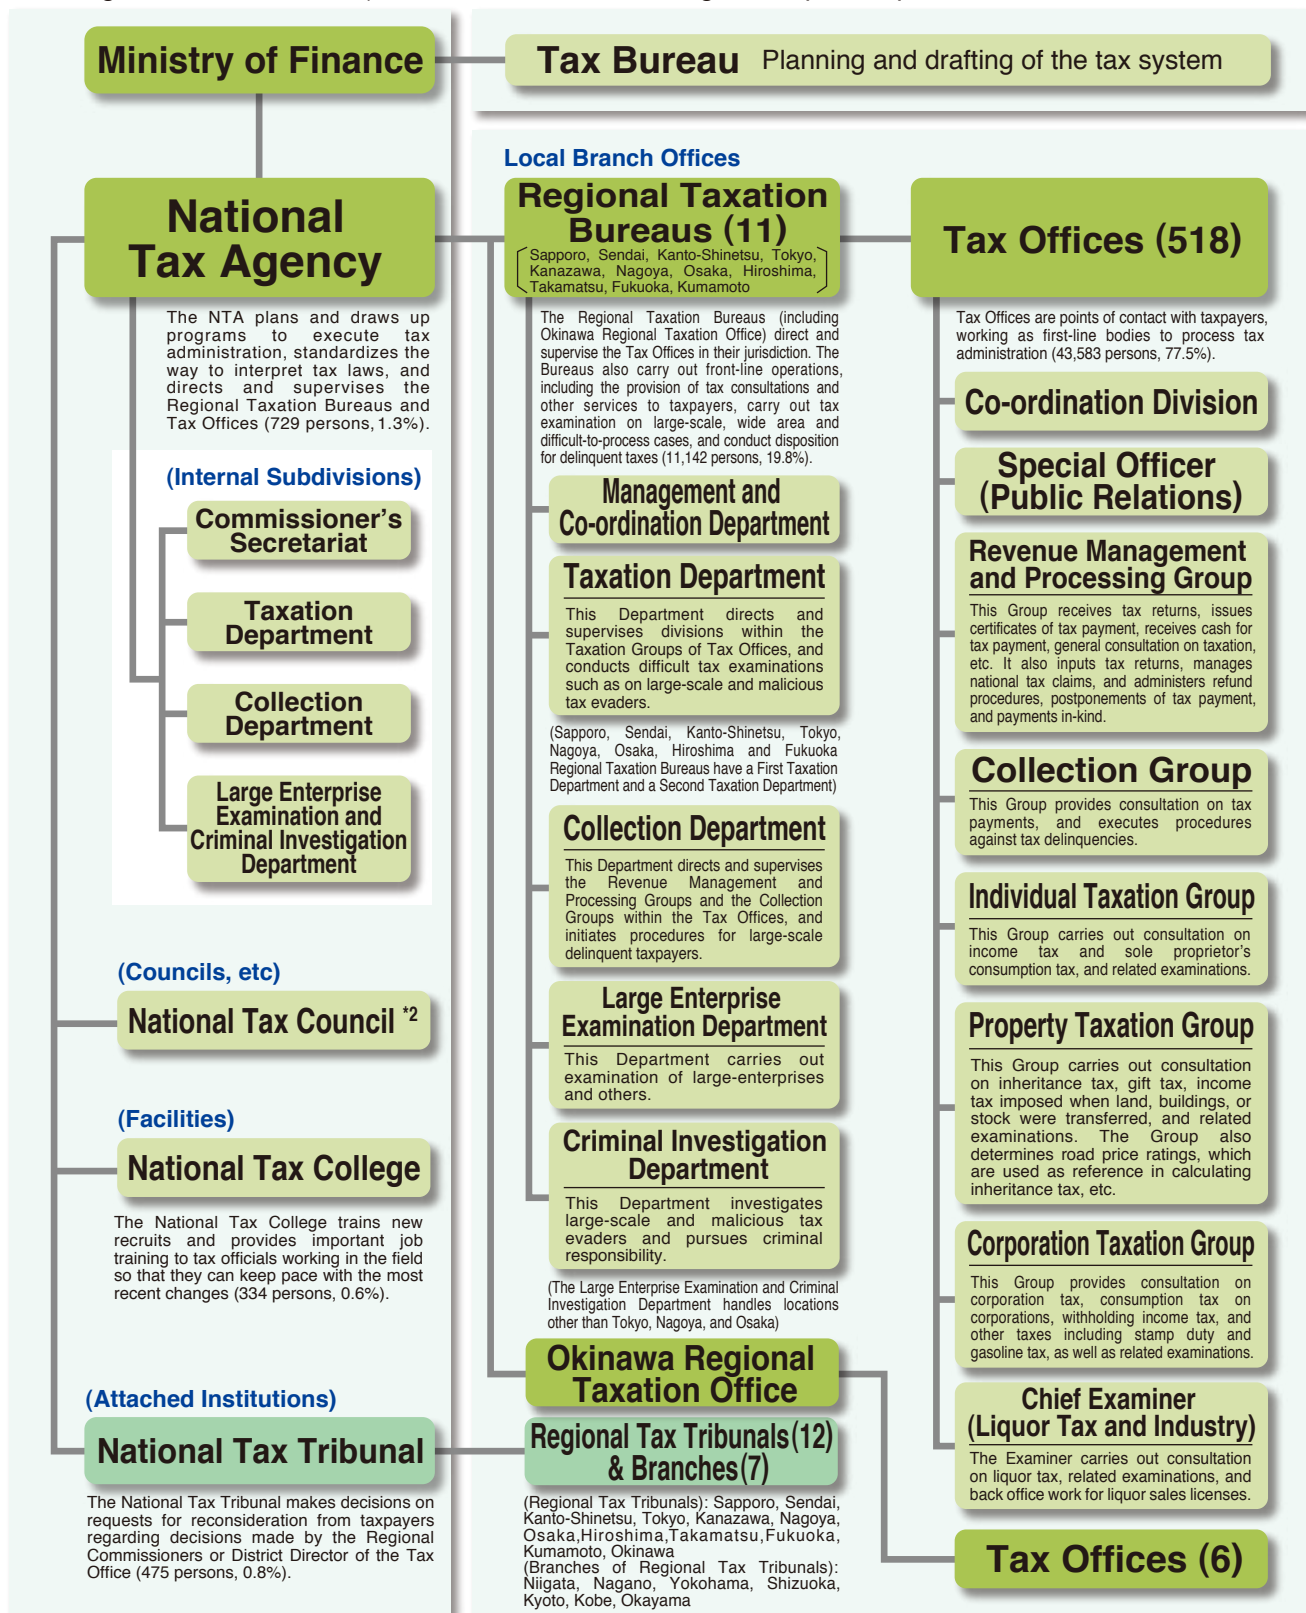 Ministry of Finance
Tax Bureau Planning and drafting of the tax system
National
Tax Agency
The NTA plans and draws up
programs to execute tax
administration, standardizes the
way to interpret tax laws, and
directs and supervises the
Regional Taxation Bureaus and
Tax Offices (729 persons, 1.3%).
(Internal Subdivisions)
Commissioner's
Secretariat
Taxation
Department
Collection
Department
Large Enterprise
Examination and
Criminal Investigation
Department
(Councils, etc)
National Tax Council *2
(Facilities)
National Tax College
The National Tax College trains new
recruits and provides important job
training to tax officials working in the field
so that they can keep pace with the most
recent changes (334 persons, 0.6%).
(Attached Institutions)
National Tax Tribunal
The National Tax Tribunal makes decisions on
requests for reconsideration from taxpayers
regarding decisions made by the Regional
Commissioners or District Director of the Tax
Office (475 persons, 0.8%).
Local Branch Offices
Regional Taxation
Bureaus (11)
Sapporo, Sendai, Kanto-Shinetsu, Tokyo,
Kanazawa, Nagoya, Osaka, Hiroshima,
Takamatsu, Fukuoka, Kumamoto
The Regional Taxation Bureaus (including
Okinawa Regional Taxation Office) direct and
supervise the Tax Offices in their jurisdiction. The
Bureaus also carry out front-line operations,
including the provision of tax consultations and
other services to taxpayers, carry out tax
examination on large-scale, wide area and
difficult-to-process cases, and conduct disposition
for delinquent taxes (11,142 persons, 19.8%).
Management and
Co-ordination Department
Taxation Department
This Department directs and
supervises divisions within the
Taxation Groups of Tax Offices, and
conducts difficult tax examinations
such as on large-scale and malicious
tax evaders.
(Sapporo, Sendai, Kanto-Shinetsu, Tokyo,
Nagoya, Osaka, Hiroshima and Fukuoka
Regional Taxation Bureaus have a First Taxation
Department and a Second Taxation Department)
Collection Department
This Department directs and supervises
the Revenue Management and
Processing Groups and the Collection
Groups within the Tax Offices, and
initiates procedures for large-scale
delinquent taxpayers.
Large Enterprise
Examination Department
This Department carries out
examination of large-enterprises
and others.
Criminal Investigation
Department
This Department investigates
large-scale and malicious tax
evaders and pursues criminal
responsibility.
(The Large Enterprise Examination and Criminal
Investigation Department handles locations
other than Tokyo, Nagoya, and Osaka)
Okinawa Regional
Taxation Office
Regional Tax Tribunals(12)
& Branches(7)
(Regional Tax Tribunals): Sapporo, Sendai,
Kanto-Shinetsu, Tokyo, Kanazawa, Nagoya,
Osaka,Hiroshima,Takamatsu,Fukuoka,
Kumamoto, Okinawa
(Branches of Regional Tax Tribunals):
Niigata, Nagano, Yokohama, Shizuoka,
Kyoto, Kobe, Okayama
Tax Offices (518)
Tax Offices are points of contact with taxpayers,
working as first-line bodies to process tax
administration (43,583 persons, 77.5%).
Co-ordination Division
Special Officer
(Public Relations)
Revenue Management
and Processing Group
This Group receives tax returns, issues
certificates of tax payment, receives cash for
tax payment, general consultation on taxation,
etc. It also inputs tax returns, manages
national tax claims, and administers refund
procedures, postponements of tax payment,
and payments in-kind.
Collection Group
This Group provides consultation on tax
payments, and executes procedures
against tax delinquencies.
Individual Taxation Group
This Group carries out consultation on
income tax and sole proprietor's
consumption tax, and related examinations.
Property Taxation Group
This Group carries out consultation
on inheritance tax, gift tax, income
tax imposed when land, buildings, or
stock were transferred, and related
examinations. The Group also
determines road price ratings, which
are used as reference in calculating
inheritance tax, etc.
Corporation Taxation Group
This Group provides consultation on
corporation tax, consumption tax on
corporations, withholding income tax, and
other taxes including stamp duty and
gasoline tax, as well as related examinations.
Chief Examiner
(Liquor Tax and Industry)
The Examiner carries out consultation
on liquor tax, related examinations, and
back office work for liquor sales licenses.
Tax Offices (6)